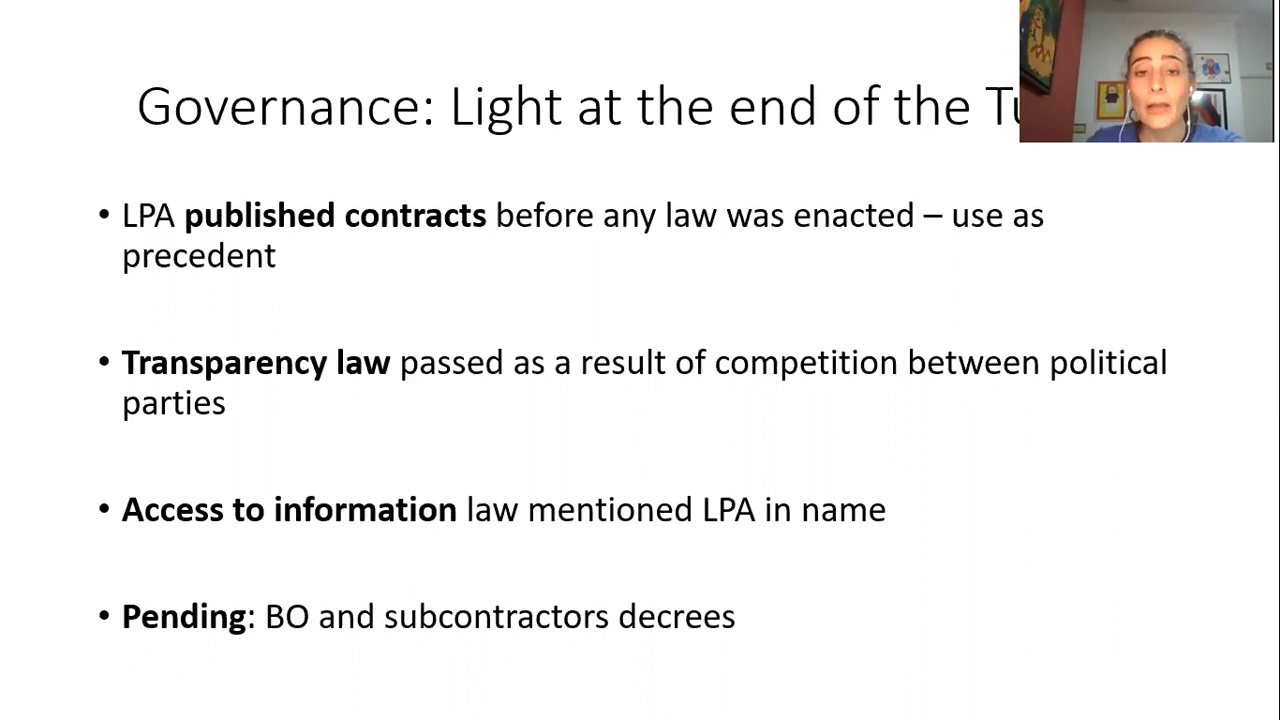 Governance: Light at the end of the
• LPA published contracts before any law was enacted – use as
precedent
• Transparency law passed as a result of competition between political
parties
• Access to information law mentioned LPA in name
• Pending: BO and subcontractors decrees